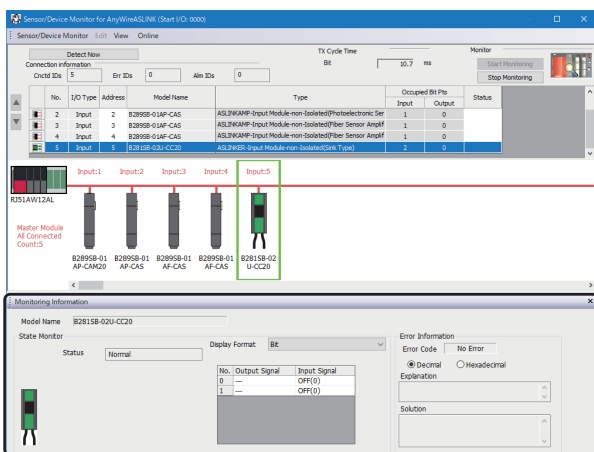 Sensor/Device Monitor for AnyWireASLINK (Start I/O: 0000)
Sensor/Device Monitor Edit View Online
Detect Now
TX Cycle Time
Monitor
Connection information
Bit 10.7 ms
Start Monitoring
Cnctd IDs 5 Err IDs 0 Alm IDs 0
Stop Monitoring
No. I/O Type Address Model Name Type Occupied Bit Pts Status
Input Output
2 Input 2 B289SB-01AP-CAS ASLINKAMP-Input Module-non-Isolated(Photoelectronic Ser 1 0
3 Input 3 B289SB-01AF-CAS ASLINKAMP-Input Module-non-Isolated(Fiber Sensor Amplif 1 0
4 Input 4 B289SB-01AF-CAS ASLINKAMP-Input Module-non-Isolated(Fiber Sensor Amplif 1 0
5 Input 5 B281SB-02U-CC20 ASLINKER-Input Module-non-Isolated(Sink Type) 2 0
Input:1 Input:2 Input:3 Input:4 Input:5
RJ51AW12AL
Master Module
All Connected
Count:5
B289SB-01 B289SB-01 B289SB-01 B289SB-01 B281SB-02
AP-CAM20 AP-CAS AF-CAS AF-CAS U-CC20
Monitoring Information
Model Name B281SB-02U-CC20
State Monitor
Error Information
Status Normal
Display Format Bit
Error Code No Error
Decimal Hexadecimal
No. Output Signal Input Signal
Explanation
0 --- OFF(0)
1 --- OFF(0)
Solution